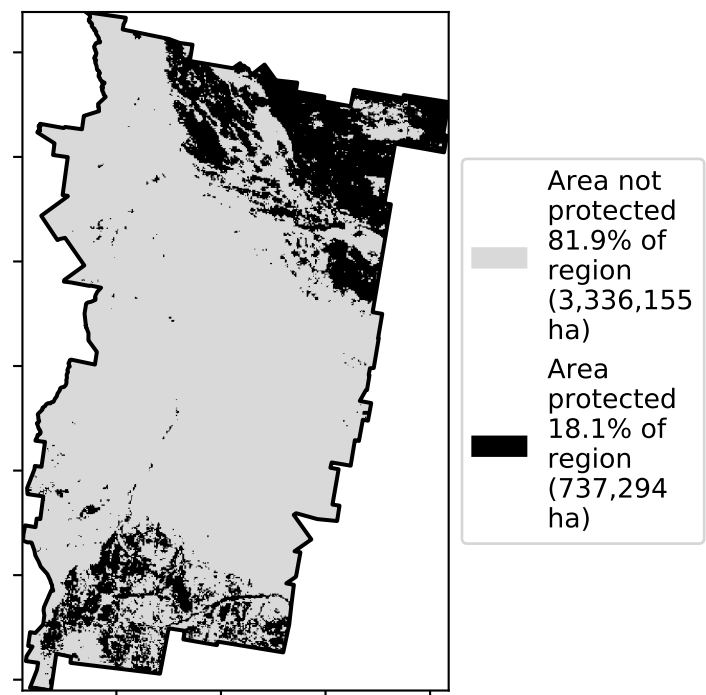 Area not
protected
81.9% of
region
(3,336,155
ha)
Area
protected
18.1% of
region
(737,294
ha)